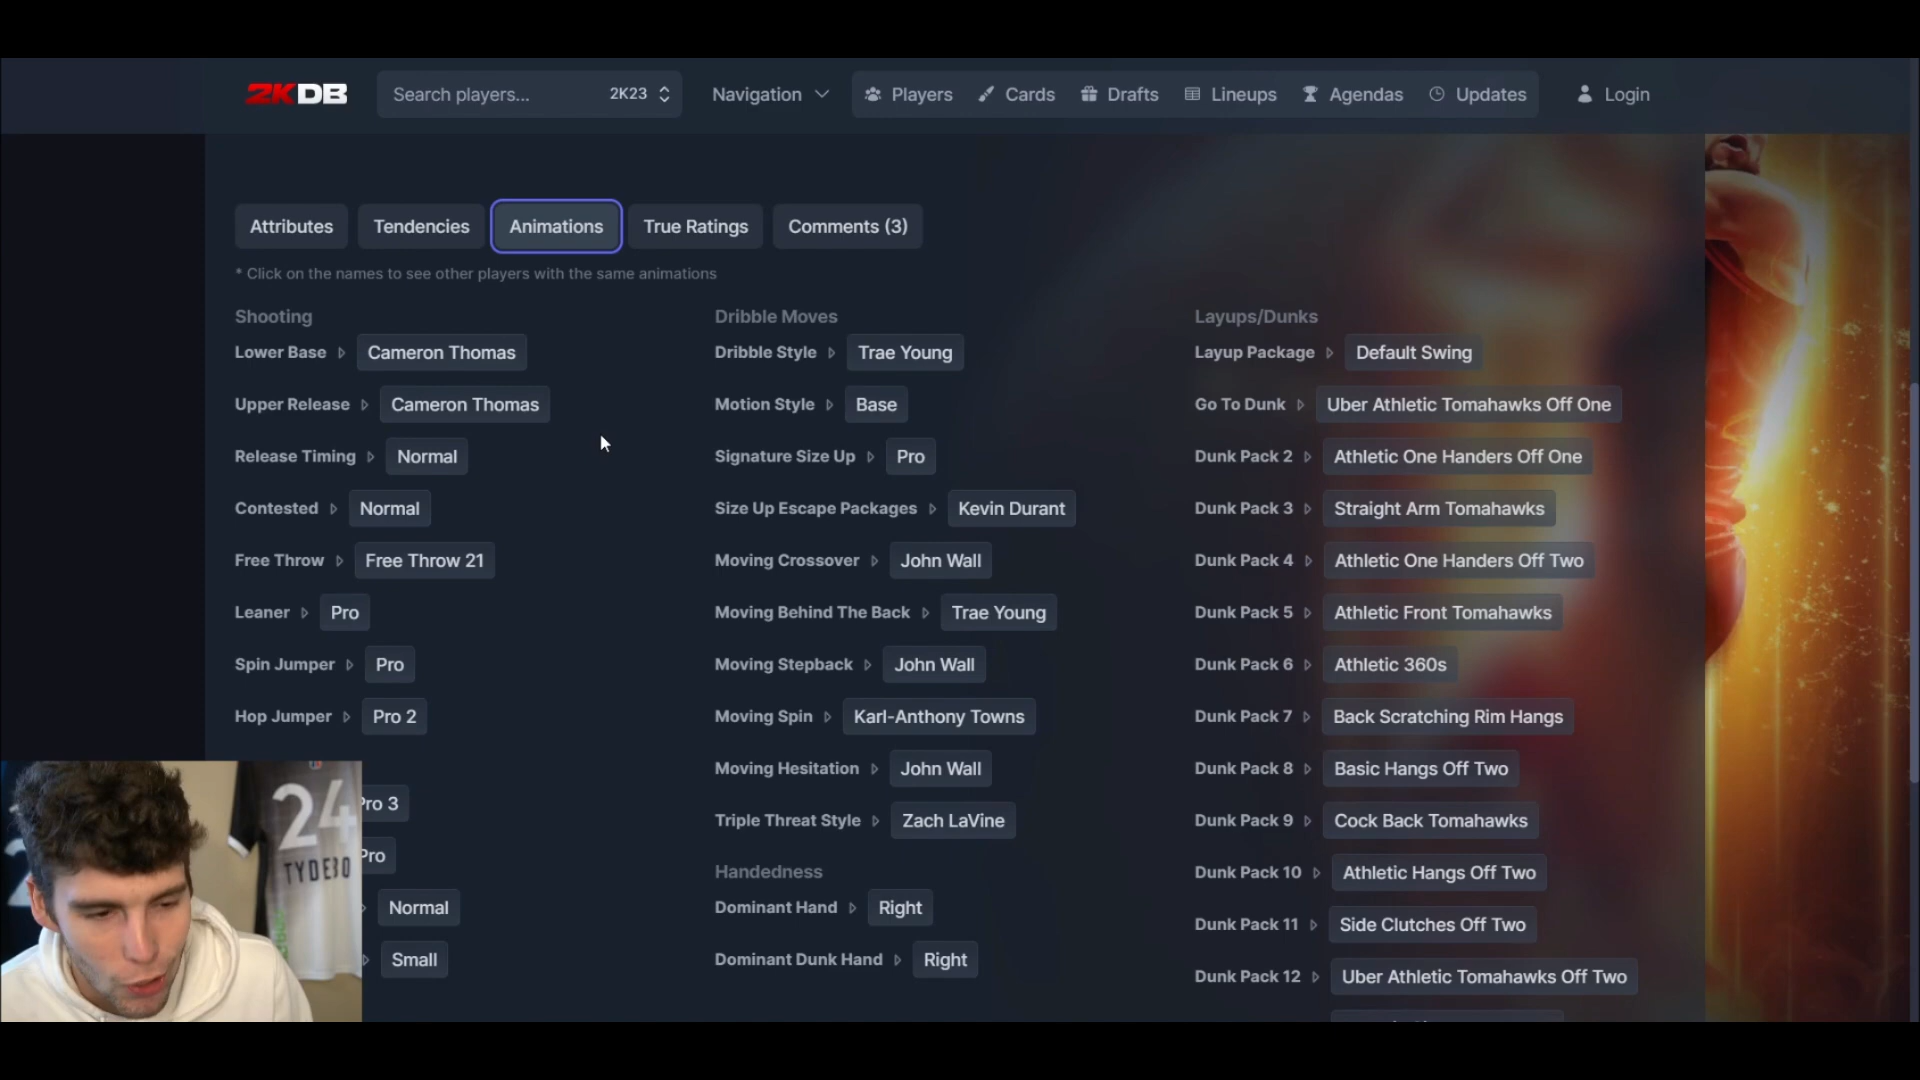 2KDB
Search players...
2K23
Navigation
Players
Cards
Drafts
Lineups
Agendas
Updates
Login
Attributes
Tendencies
Animations
True Ratings
Comments (3)
* Click on the names to see other players with the same animations
Shooting
Lower Base Cameron Thomas
Upper Release Cameron Thomas
Release Timing Normal
Contested Normal
Free Throw Free Throw 21
Leaner Pro
Spin Jumper Pro
Hop Jumper Pro 2
Pro 3
Pro
Normal
Small
Dribble Moves
Dribble Style Trae Young
Motion Style Base
Signature Size Up Pro
Size Up Escape Packages Kevin Durant
Moving Crossover John Wall
Moving Behind The Back Trae Young
Moving Stepback John Wall
Moving Spin Karl-Anthony Towns
Moving Hesitation John Wall
Triple Threat Style Zach LaVine
Handedness
Dominant Hand Right
Dominant Dunk Hand Right
Layups/Dunks
Layup Package Default Swing
Go To Dunk Uber Athletic Tomahawks Off One
Dunk Pack 2 Athletic One Handers Off One
Dunk Pack 3 Straight Arm Tomahawks
Dunk Pack 4 Athletic One Handers Off Two
Dunk Pack 5 Athletic Front Tomahawks
Dunk Pack 6 Athletic 360s
Dunk Pack 7 Back Scratching Rim Hangs
Dunk Pack 8 Basic Hangs Off Two
Dunk Pack 9 Cock Back Tomahawks
Dunk Pack 10 Athletic Hangs Off Two
Dunk Pack 11 Side Clutches Off Two
Dunk Pack 12 Uber Athletic Tomahawks Off Two
24
TYDEBO